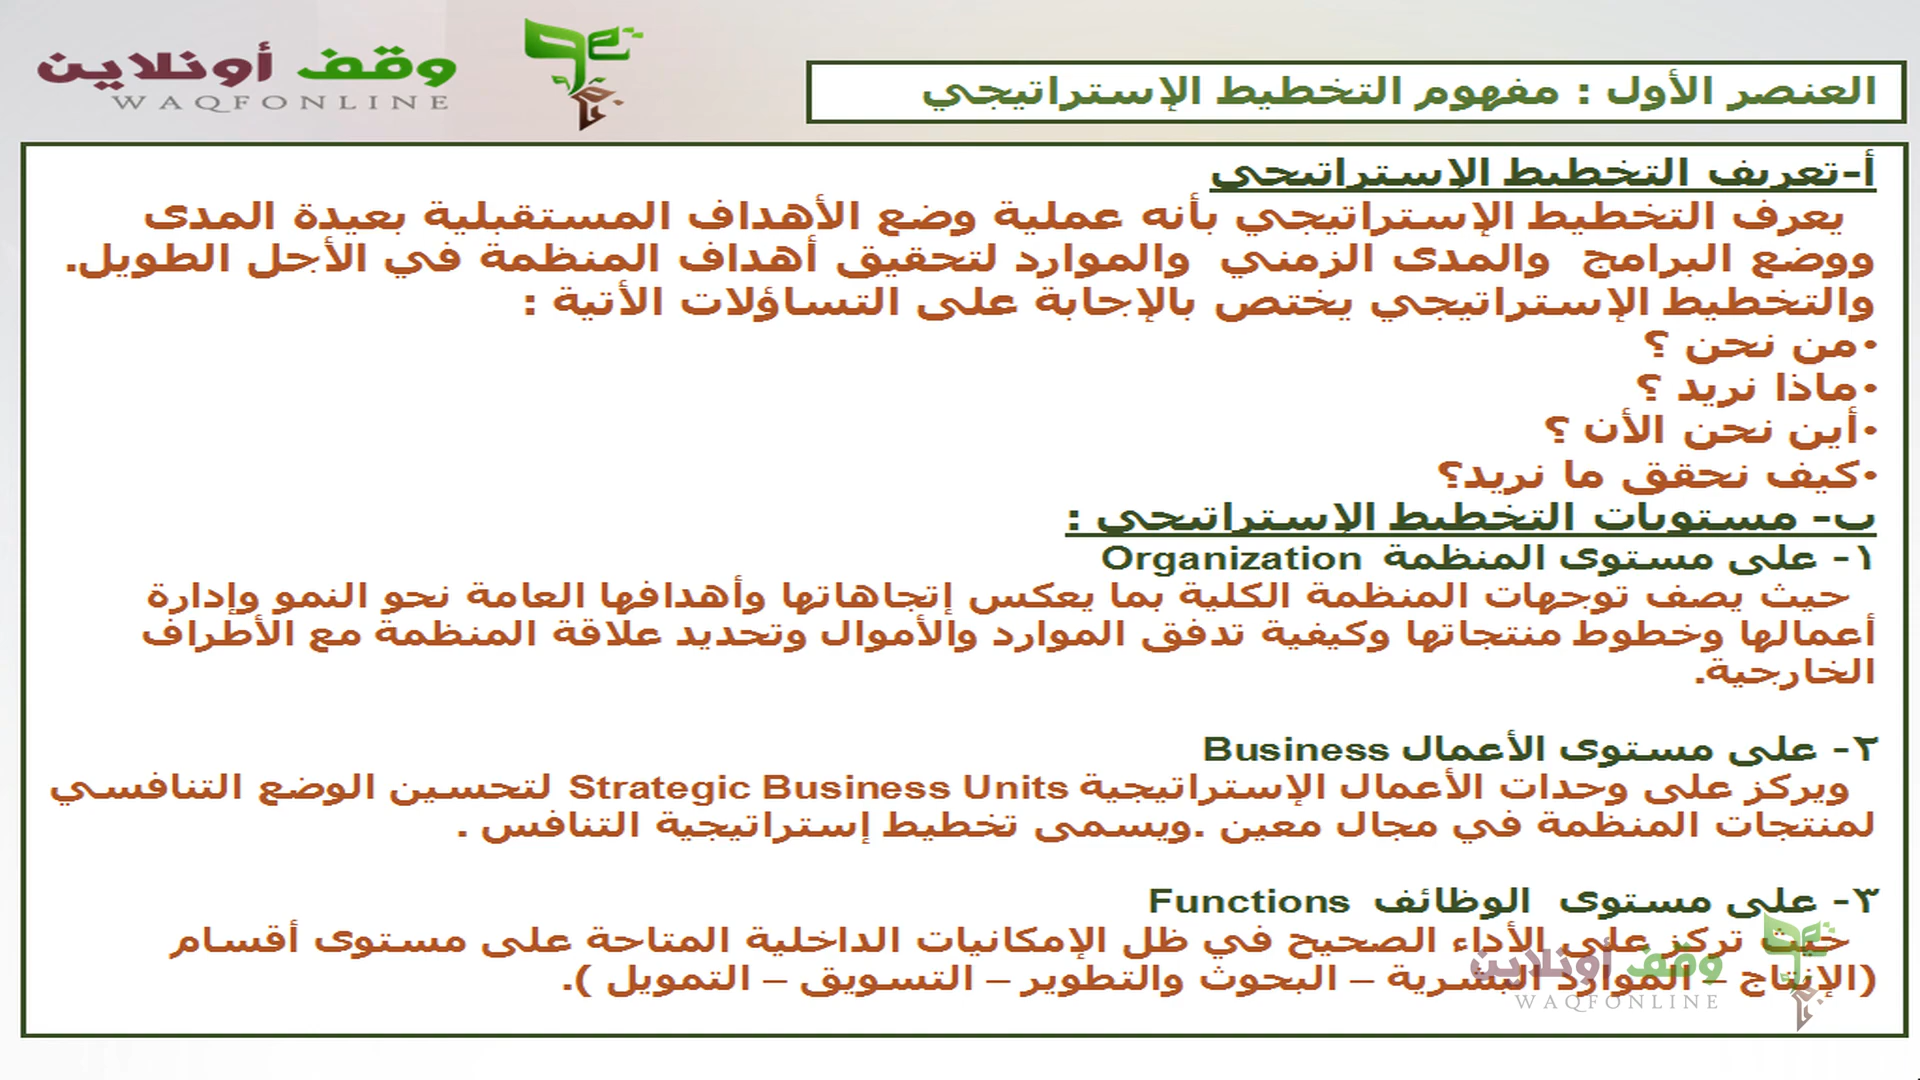 وقف أونلاين
WAQFONLINE
العنصر الأول : مفهوم التخطيط الإستراتيجي
أ-تعريف التخطيط الإستراتيجي
يعرف التخطيط الإستراتيجي بأنه عملية وضع الأهداف المستقبلية بعيدة المدى
ووضع البرامج والمدى الزمني والموارد لتحقيق أهداف المنظمة في الأجل الطويل.
والتخطيط الإستراتيجي يختص بالإجابة على التساؤلات الأتية :
•من نحن ؟
•ماذا نريد ؟
•أين نحن الأن ؟
•كيف نحقق ما نريد؟
ب- مستويات التخطيط الإستراتيجي :
١- على مستوى المنظمة Organization
حيث يصف توجهات المنظمة الكلية بما يعكس إتجاهاتها وأهدافها العامة نحو النمو وإدارة
أعمالها وخطوط منتجاتها وكيفية تدفق الموارد والأموال وتحديد علاقة المنظمة مع الأطراف
الخارجية.
٢- على مستوى الأعمال Business
ويركز على وحدات الأعمال الإستراتيجية Strategic Business Units لتحسين الوضع التنافسي
لمنتجات المنظمة في مجال معين .ويسمى تخطيط إستراتيجية التنافس .
٣- على مستوى الوظائف Functions
حيث تركز على الأداء الصحيح في ظل الإمكانيات الداخلية المتاحة على مستوى أقسام
(الإنتاج – الموارد البشرية – البحوث والتطوير – التسويق – التمويل ).
وقف أونلاين
WAQFONLINE